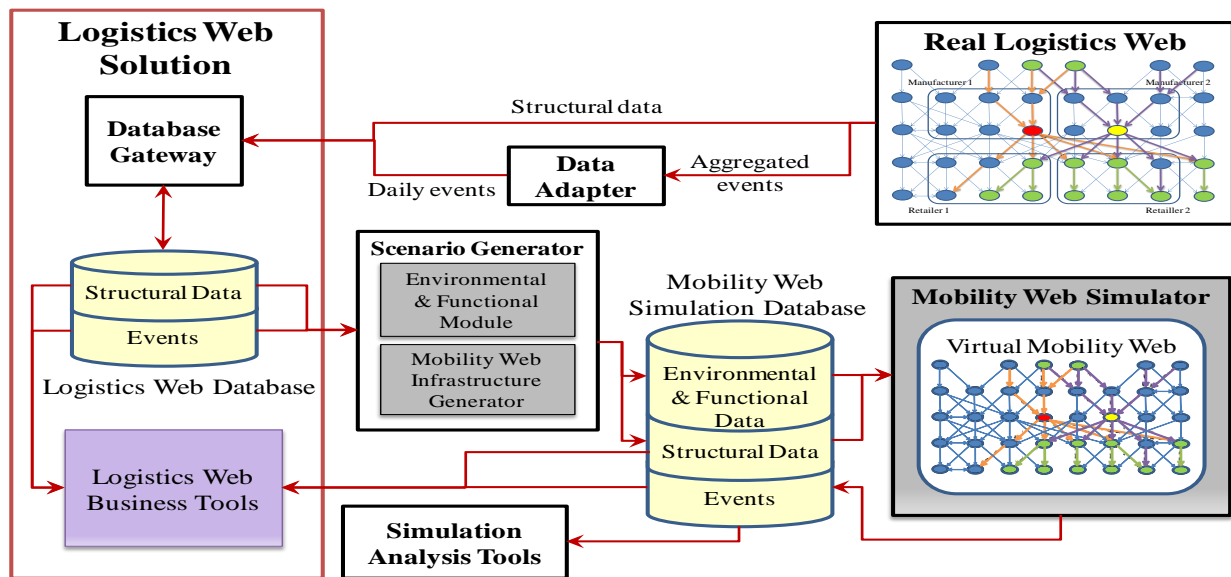 Logistics Web
Solution
Database
Gateway
Structural Data
Events
Logistics Web Database
Logistics Web
Business Tools
Structural data
Daily events
Data
Adapter
Aggregated
events
Real Logistics Web
Manufacturer 1
Manufacturer 2
Retailer 1
Retailler 2
Scenario Generator
Environmental
& Functional
Module
Mobility Web
Infrastructure
Generator
Mobility Web
Simulation Database
Environmental
& Functional
Data
Structural Data
Events
Simulation
Analysis Tools
Mobility Web Simulator
Virtual Mobility Web